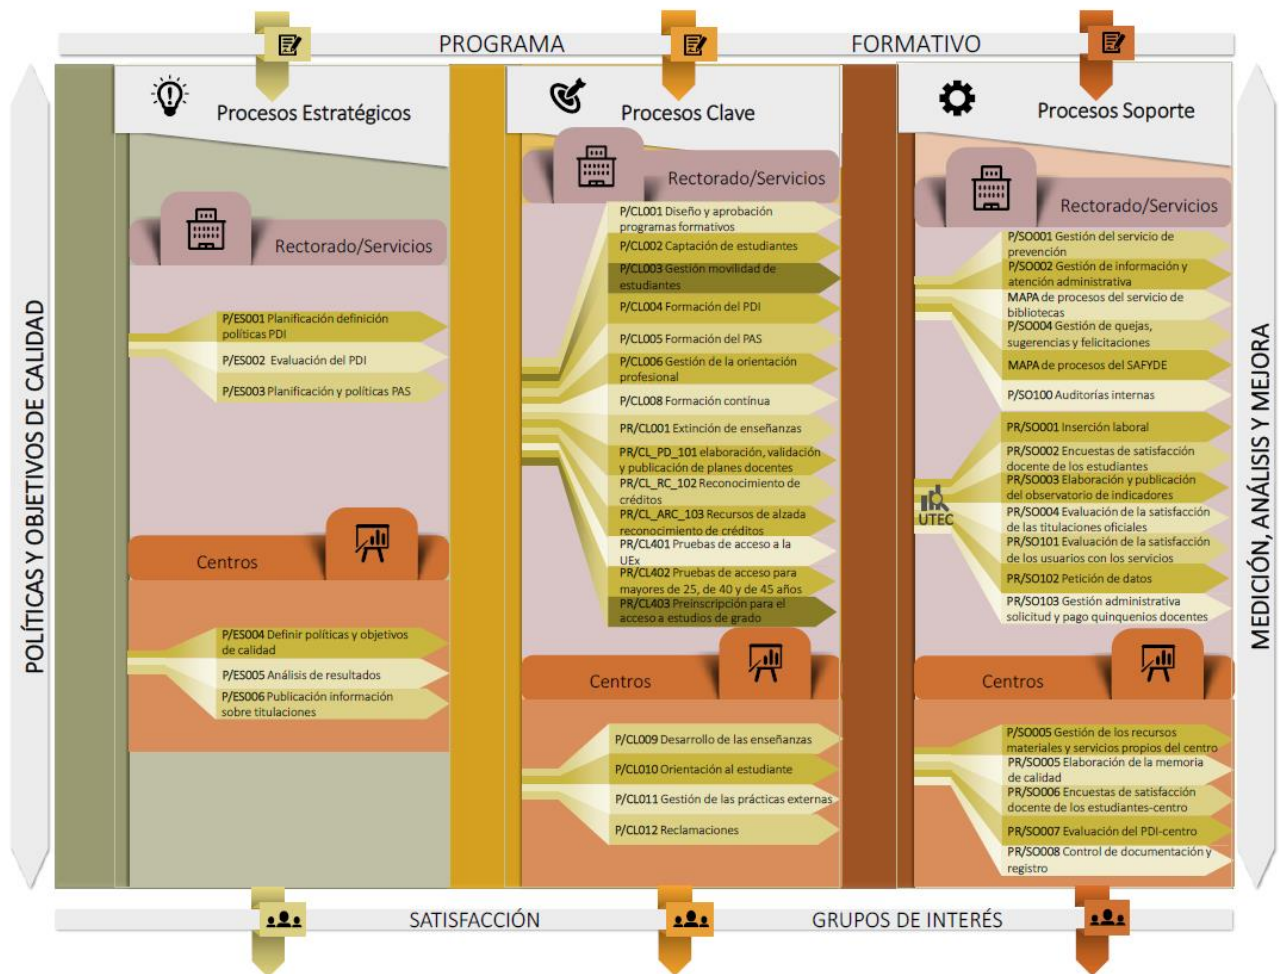 PROGRAMA FORMATIVO
POLÍTICAS Y OBJETIVOS DE CALIDAD
Procesos Estratégicos
Rectorado/Servicios
P/ES001 Planificación definición
políticas PDI
P/ES002 Evaluación del PDI
P/ES003 Planificación y políticas PAS
Centros
P/ES004 Definir políticas y objetivos
de calidad
P/ES005 Análisis de resultados
P/ES006 Publicación información
sobre titulaciones
Procesos Clave
Rectorado/Servicios
P/CL001 Diseño y aprobación
programas formativos
P/CL002 Captación de estudiantes
P/CL003 Gestión movilidad de
estudiantes
P/CL004 Formación del PDI
P/CL005 Formación del PAS
P/CL006 Gestión de la orientación
profesional
P/CL008 Formación contínua
PR/CL001 Extinción de enseñanzas
PR/CL_PD_101 elaboración, validación
y publicación de planes docentes
PR/CL_RC_102 Reconocimiento de
créditos
PR/CL_ARC_103 Recursos de alzada
reconocimiento de créditos
PR/CL401 Pruebas de acceso a la
UEx
PR/CL402 Pruebas de acceso para
mayores de 25, de 40 y de 45 años
PR/CL403 Preinscripción para el
acceso a estudios de grado
Centros
P/CL009 Desarrollo de las enseñanzas
P/CL010 Orientación al estudiante
P/CL011 Gestión de las prácticas externas
P/CL012 Reclamaciones
Procesos Soporte
Rectorado/Servicios
P/SO001 Gestión del servicio de
prevención
P/SO002 Gestión de información y
atención administrativa
MAPA de procesos del servicio de
bibliotecas
P/SO004 Gestión de quejas,
sugerencias y felicitaciones
MAPA de procesos del SAFYDE
P/SO100 Auditorías internas
UTEC
PR/SO001 Inserción laboral
PR/SO002 Encuestas de satisfacción
docente de los estudiantes
PR/SO003 Elaboración y publicación
del observatorio de indicadores
PR/SO004 Evaluación de la satisfacción
de las titulaciones oficiales
PR/SO101 Evaluación de la satisfacción
de los usuarios con los servicios
PR/SO102 Petición de datos
PR/SO103 Gestión administrativa
solicitud y pago quinquenios docentes
Centros
P/SO005 Gestión de los recursos
materiales y servicios propios del centro
PR/SO005 Elaboración de la memoria
de calidad
PR/SO006 Encuestas de satisfacción
docente de los estudiantes-centro
PR/SO007 Evaluación del PDI-centro
PR/SO008 Control de documentación y
registro
MEDICIÓN, ANÁLISIS Y MEJORA
SATISFACCIÓN GRUPOS DE INTERÉS